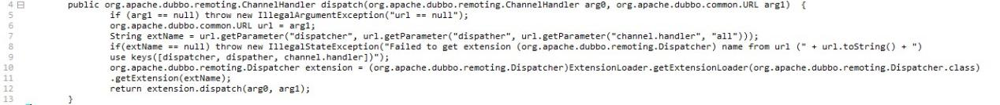 4 public org.apache.dubbo.remoting.ChannelHandler dispatch(org.apache.dubbo.remoting.ChannelHandler arg0, org.apache.dubbo.common.URL arg1)  {
5 if (arg1 == null) throw new IllegalArgumentException("url == null");
6 org.apache.dubbo.common.URL url = arg1;
7 String extName = url.getParameter("dispatcher", url.getParameter("dispather", url.getParameter("channel.handler", "all")));
8 if(extName == null) throw new IllegalStateException("Failed to get extension (org.apache.dubbo.remoting.Dispatcher) name from url (" + url.toString() + ")
9 use keys([dispatcher, dispather, channel.handler])");
10 org.apache.dubbo.remoting.Dispatcher extension = (org.apache.dubbo.remoting.Dispatcher)ExtensionLoader.getExtensionLoader(org.apache.dubbo.remoting.Dispatcher.class)
11 .getExtension(extName);
12 return extension.dispatch(arg0, arg1);
13 }